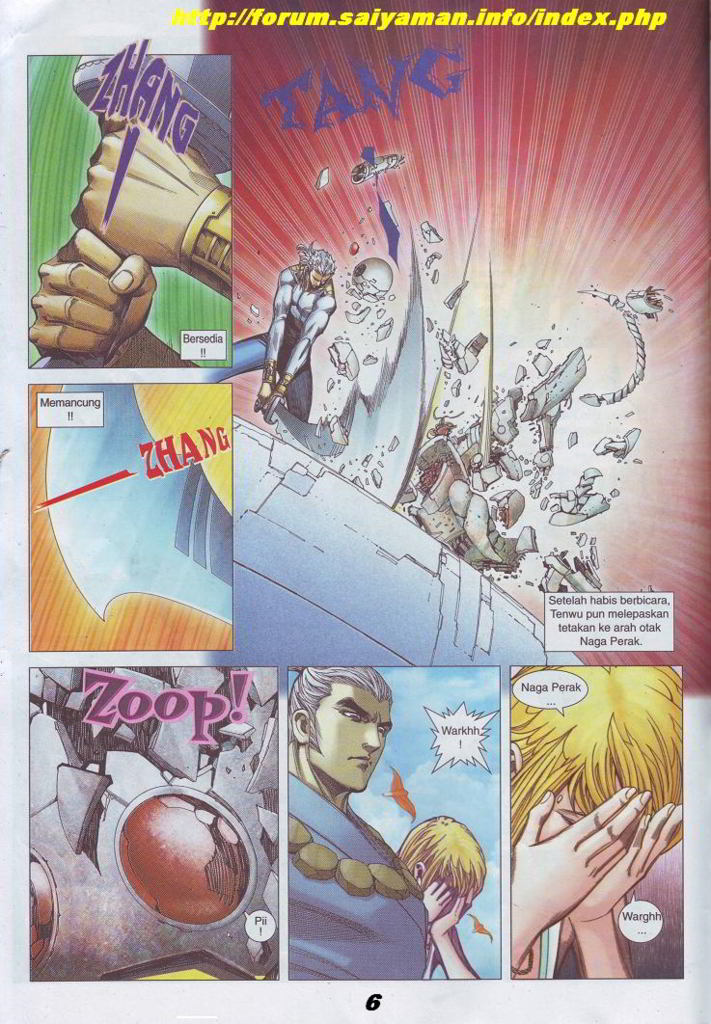 http://forum.saiyaman.info/index.php
ZHANG
Bersedia
!!
TANG
Memancung
!!
ZHANG
Setelah habis berbicara,
Tenwu pun melepaskan
tetakan ke arah otak
Naga Perak.
Zoop!
Pii
!
Warkhh
!
Naga Perak
...
Warghh
...
6